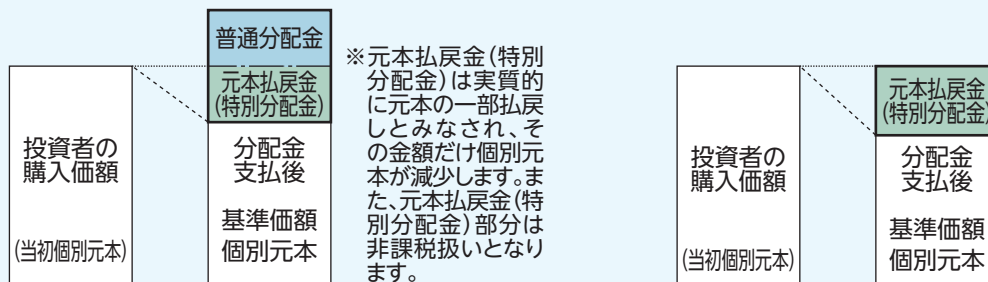 普通分配金
元本払戻金
(特別分配金)
投資者の
購入価額
(当初個別元本)
分配金
支払後
基準価額
個別元本
※元本払戻金(特別
分配金)は実質的
に元本の一部払戻
しとみなされ、そ
の金額だけ個別元
本が減少します。ま
た、元本払戻金(特
別分配金)部分は
非課税扱いとなり
ます。
投資者の
購入価額
(当初個別元本)
元本払戻金
(特別分配金)
分配金
支払後
基準価額
個別元本